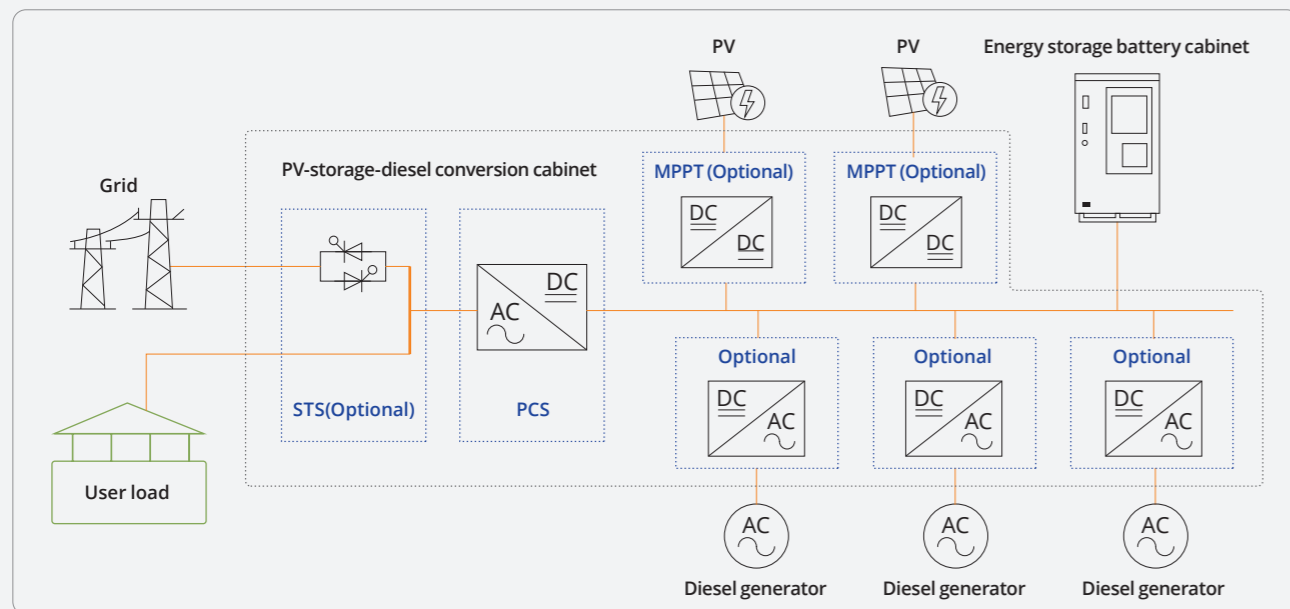 PV
PV
Energy storage battery cabinet
PV-storage-diesel conversion cabinet
MPPT (Optional)
MPPT (Optional)
Grid
DC
DC
DC
DC
DC
AC
STS(Optional)
PCS
Optional
Optional
Optional
DC
AC
DC
AC
DC
AC
User load
AC
AC
AC
Diesel generator
Diesel generator
Diesel generator